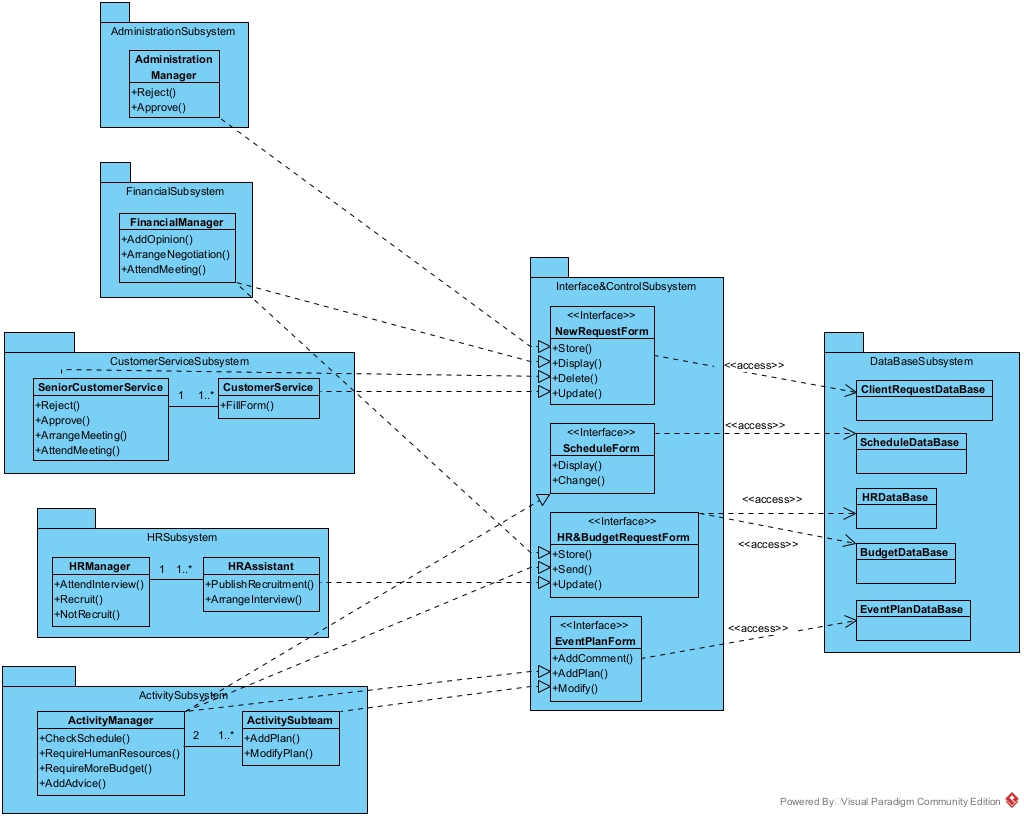 AdministrationSubsystem
Administration
Manager
+Reject()
+Approve()
FinancialSubsystem
FinancialManager
+AddOpinion()
+ArrangeNegotiation()
+AttendMeeting()
CustomerServiceSubsystem
SeniorCustomerService
+Reject()
+Approve()
+ArrangeMeeting()
+AttendMeeting()
1 1..*
CustomerService
+FillForm()
HRSubsystem
HRManager
+AttendInterview()
+Recruit()
+NotRecruit()
1 1..*
HRAssistant
+PublishRecruitment()
+ArrangeInterview()
ActivitySubsystem
ActivityManager
+CheckSchedule()
+RequireHumanResources()
+RequireMoreBudget()
+AddAdvice()
2 1..*
ActivitySubteam
+AddPlan()
+ModifyPlan()
Interface&ControlSubsystem
<<Interface>>
NewRequestForm
+Store()
+Display()
+Delete()
+Update()
<<Interface>>
ScheduleForm
+Display()
+Change()
<<Interface>>
HR&BudgetRequestForm
+Store()
+Send()
+Update()
<<Interface>>
EventPlanForm
+AddComment()
+AddPlan()
+Modify()
<<access>>
<<access>>
<<access>>
<<access>>
<<access>>
DataBaseSubsystem
ClientRequestDataBase
ScheduleDataBase
HRDataBase
BudgetDataBase
EventPlanDataBase
Powered By Visual Paradigm Community Edition